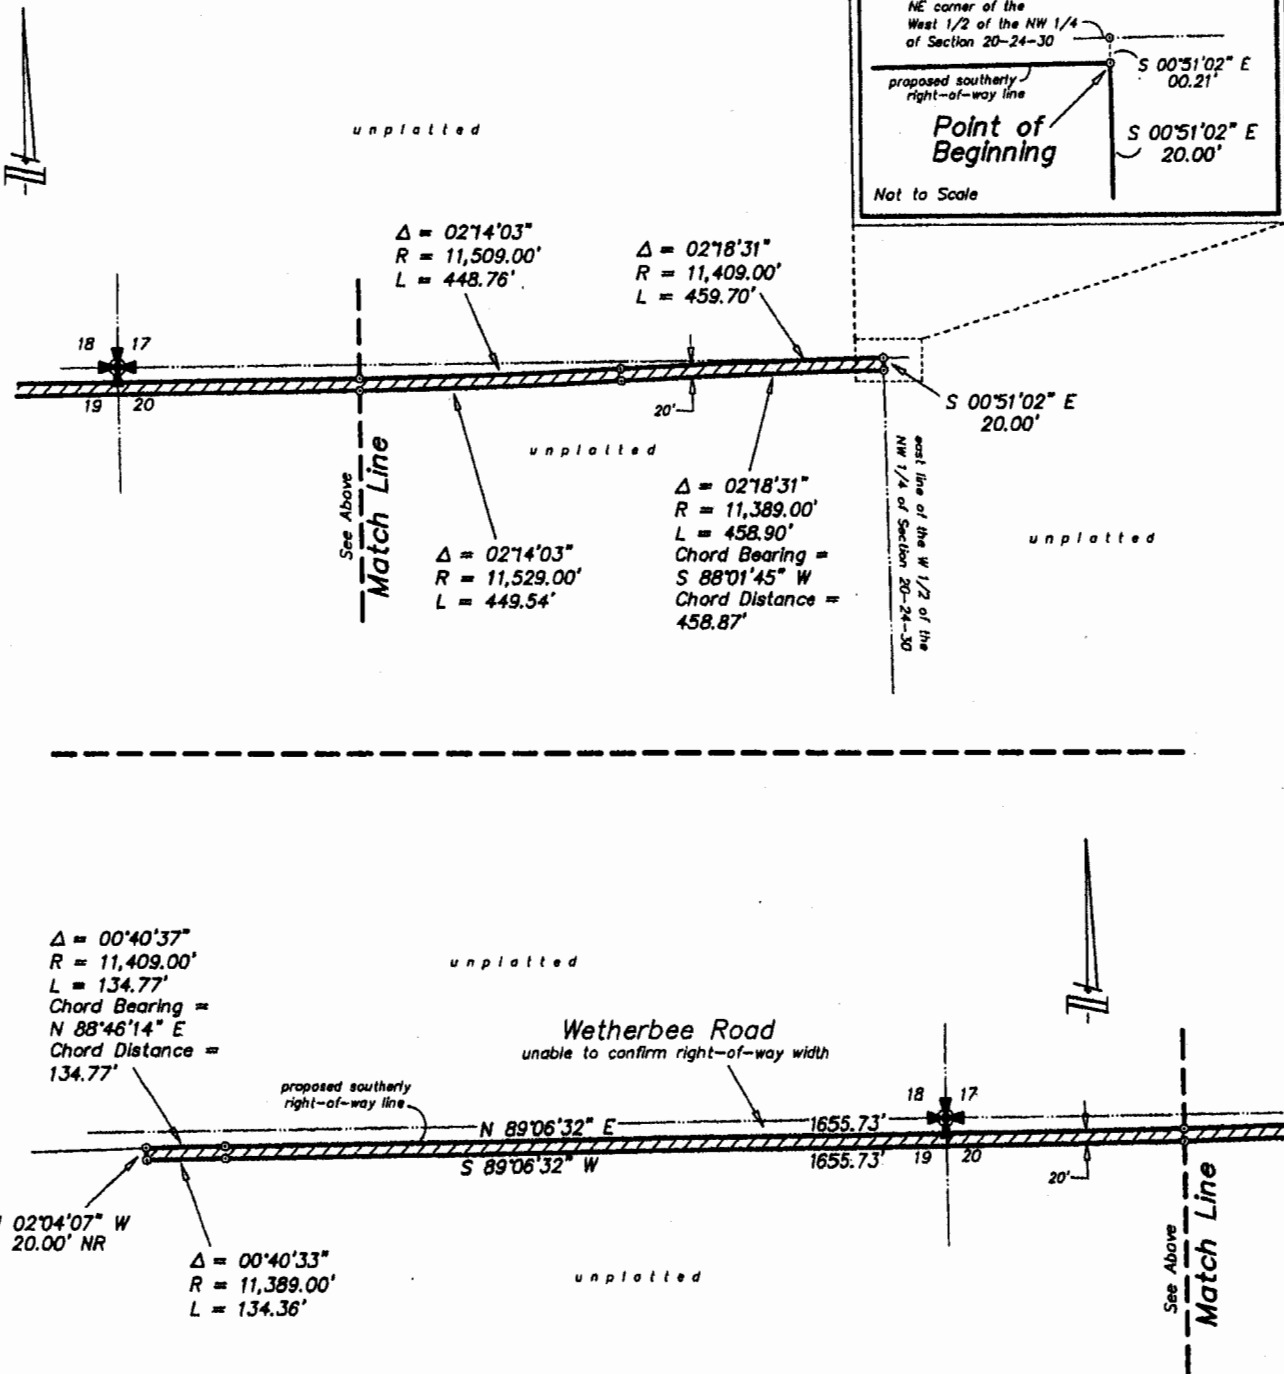 NE corner of the
West 1/2 of the NW 1/4
of Section 20-24-30
S 00°51'02" E
00.21'
proposed southerly
right-of-way line
Point of
Beginning
S 00°51'02" E
20.00'
Not to Scale
unplatted
Δ = 02°14'03"
R = 11,509.00'
L = 448.76'
Δ = 02°18'31"
R = 11,409.00'
L = 459.70'
18 17
19 20
20'
S 00°51'02" E
20.00'
unplatted
See Above
Match Line
Δ = 02°14'03"
R = 11,529.00'
L = 449.54'
Δ = 02°18'31"
R = 11,389.00'
L = 458.90'
Chord Bearing =
S 88°01'45" W
Chord Distance =
458.87'
east line of the W 1/2 of the
NW 1/4 of Section 20-24-30
unplatted
Δ = 00°40'37"
R = 11,409.00'
L = 134.77'
Chord Bearing =
N 88°46'14" E
Chord Distance =
134.77'
unplatted
Wetherbee Road
unable to confirm right-of-way width
proposed southerly
right-of-way line
N 89°06'32" E 1655.73'
S 89°06'32" W 1655.73'
18 17
19 20
20'
02°04'07" W
20.00' NR
Δ = 00°40'33"
R = 11,389.00'
L = 134.36'
unplatted
See Above
Match Line